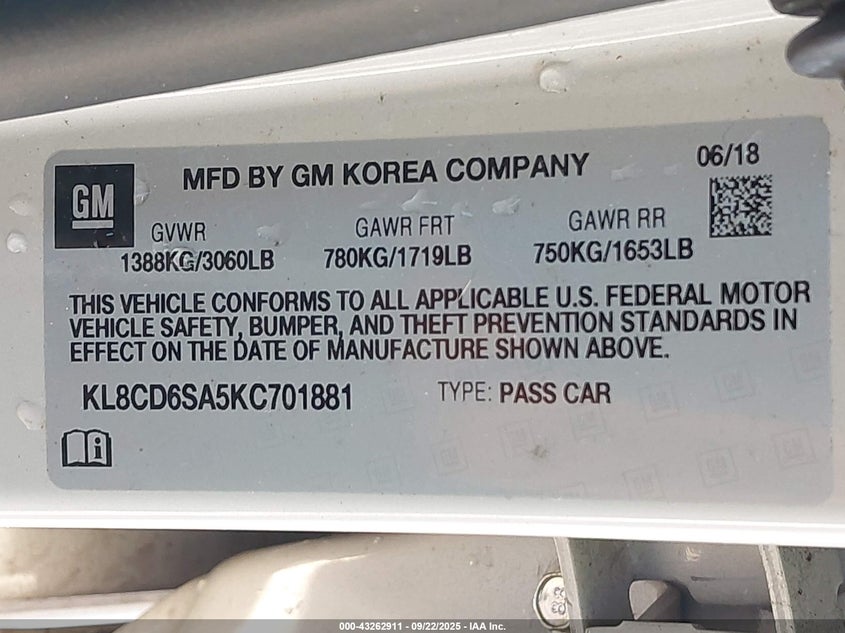 GM
MFD BY GM KOREA COMPANY
06/18
GVWR
1388KG/3060LB
GAWR FRT
780KG/1719LB
GAWR RR
750KG/1653LB
THIS VEHICLE CONFORMS TO ALL APPLICABLE U.S. FEDERAL MOTOR
VEHICLE SAFETY, BUMPER, AND THEFT PREVENTION STANDARDS IN
EFFECT ON THE DATE OF MANUFACTURE SHOWN ABOVE.
KL8CD6SA5KC701881
TYPE: PASS CAR
000-43262911 - 09/22/2025 - IAA Inc.